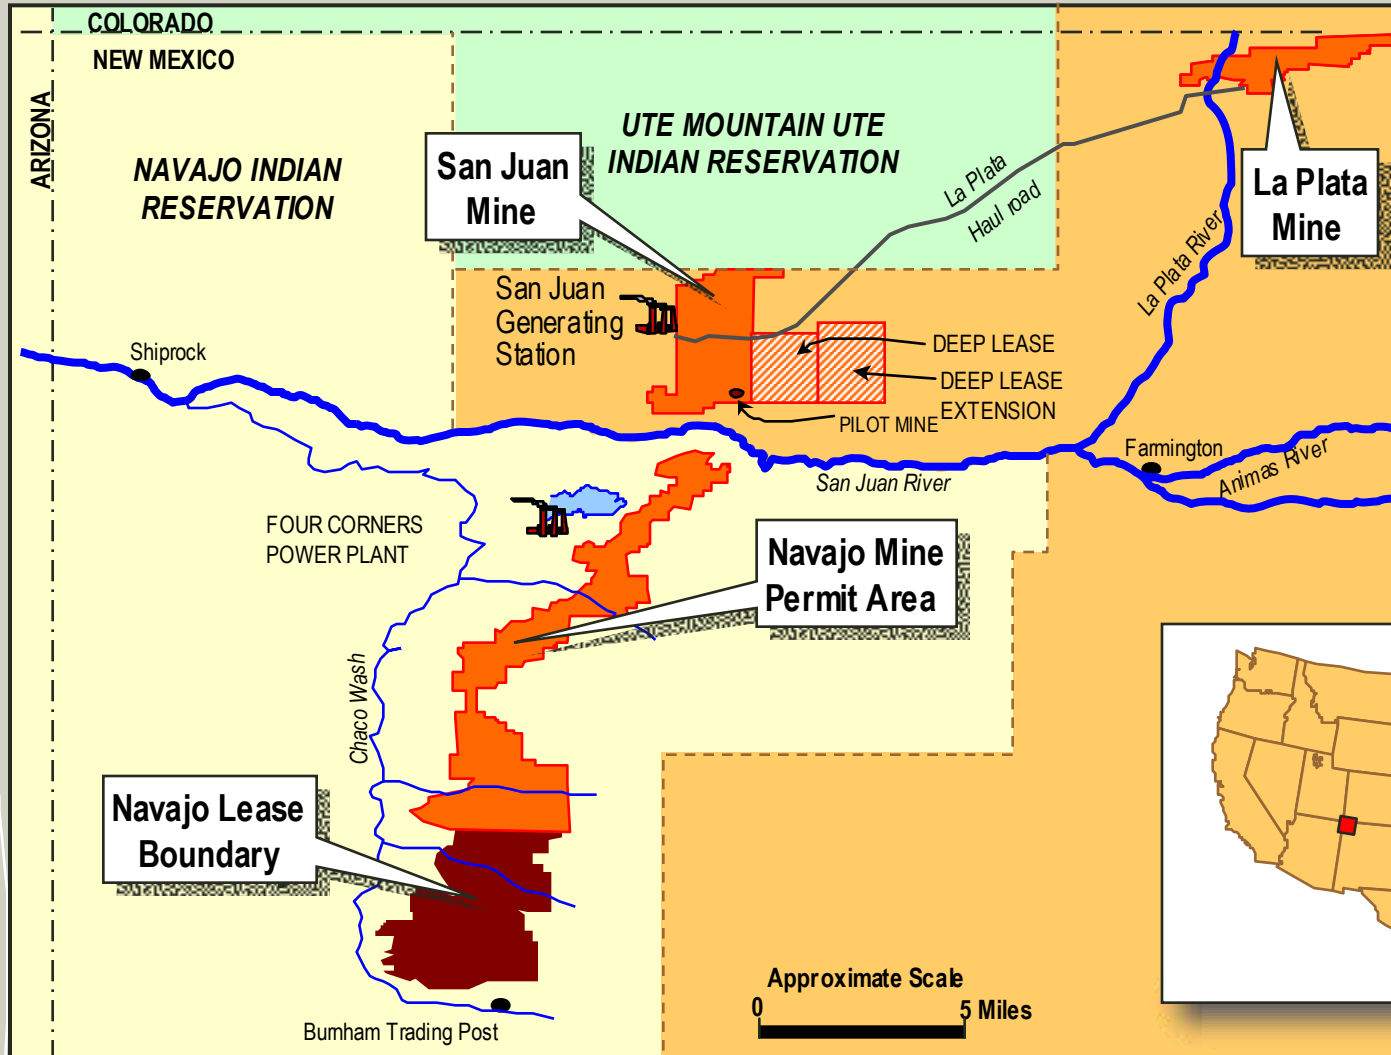 COLORADO
NEW MEXICO
ARIZONA
NAVAJO INDIAN
RESERVATION
UTE MOUNTAIN UTE
INDIAN RESERVATION
San Juan
Mine
La Plata
Haul road
La Plata
Mine
La Plata River
San Juan
Generating
Station
DEEP LEASE
DEEP LEASE
EXTENSION
PILOT MINE
Shiprock
Farmington
Animas River
San Juan River
FOUR CORNERS
POWER PLANT
Navajo Mine
Permit Area
Chaco Wash
Navajo Lease
Boundary
Burnham Trading Post
Approximate Scale
0
5 Miles